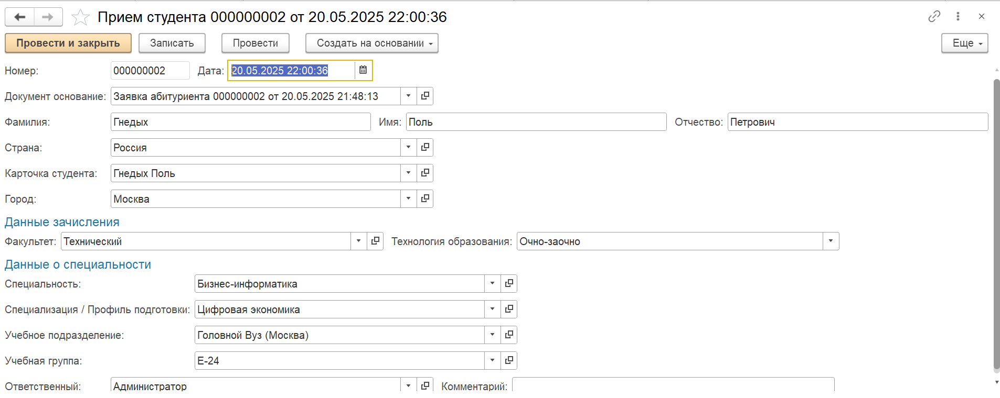 Прием студента 000000002 от 20.05.2025 22:00:36
Провести и закрыть Записать Провести Создать на основании Еще
Номер: 000000002 Дата: 20.05.2025 22:00:36
Документ основание: Заявка абитуриента 000000002 от 20.05.2025 21:48:13
Фамилия: Гнедых Имя: Поль Отчество: Петрович
Страна: Россия
Карточка студента: Гнедых Поль
Город: Москва
Данные зачисления
Факультет: Технический Технология образования: Очно-заочно
Данные о специальности
Специальность: Бизнес-информатика
Специализация / Профиль подготовки: Цифровая экономика
Учебное подразделение: Головной Вуз (Москва)
Учебная группа: Е-24
Ответственный: Администратор Комментарий: